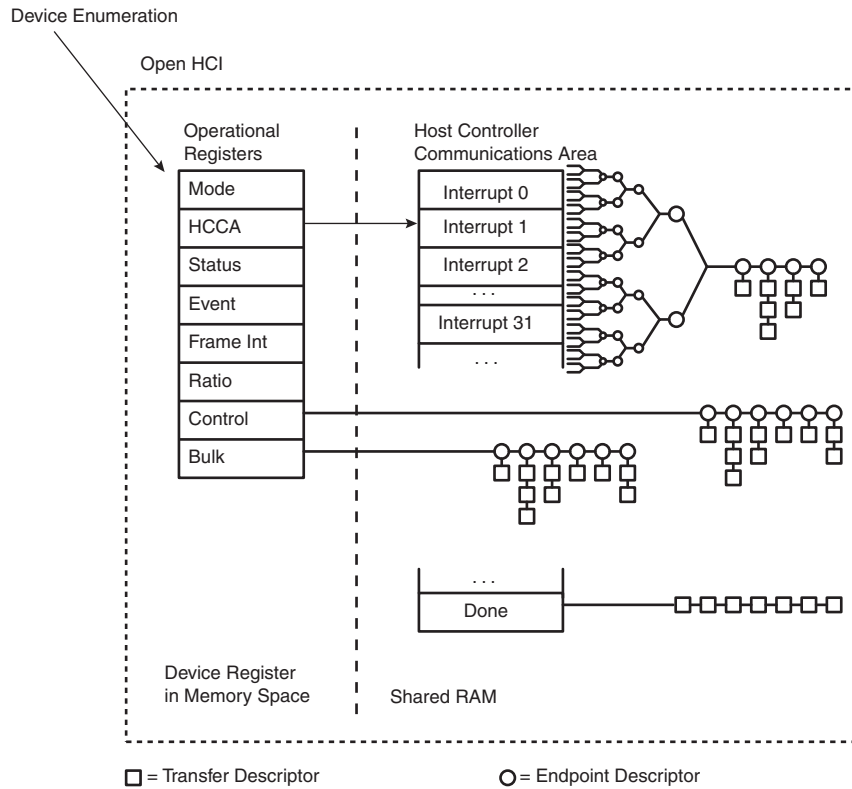 Device Enumeration
Open HCI
Operational
Registers
Mode
HCCA
Status
Event
Frame Int
Ratio
Control
Bulk
Host Controller
Communications Area
Interrupt 0
Interrupt 1
Interrupt 2
. . .
Interrupt 31
. . .
. . .
Done
Device Register
in Memory Space
Shared RAM
= Transfer Descriptor
= Endpoint Descriptor